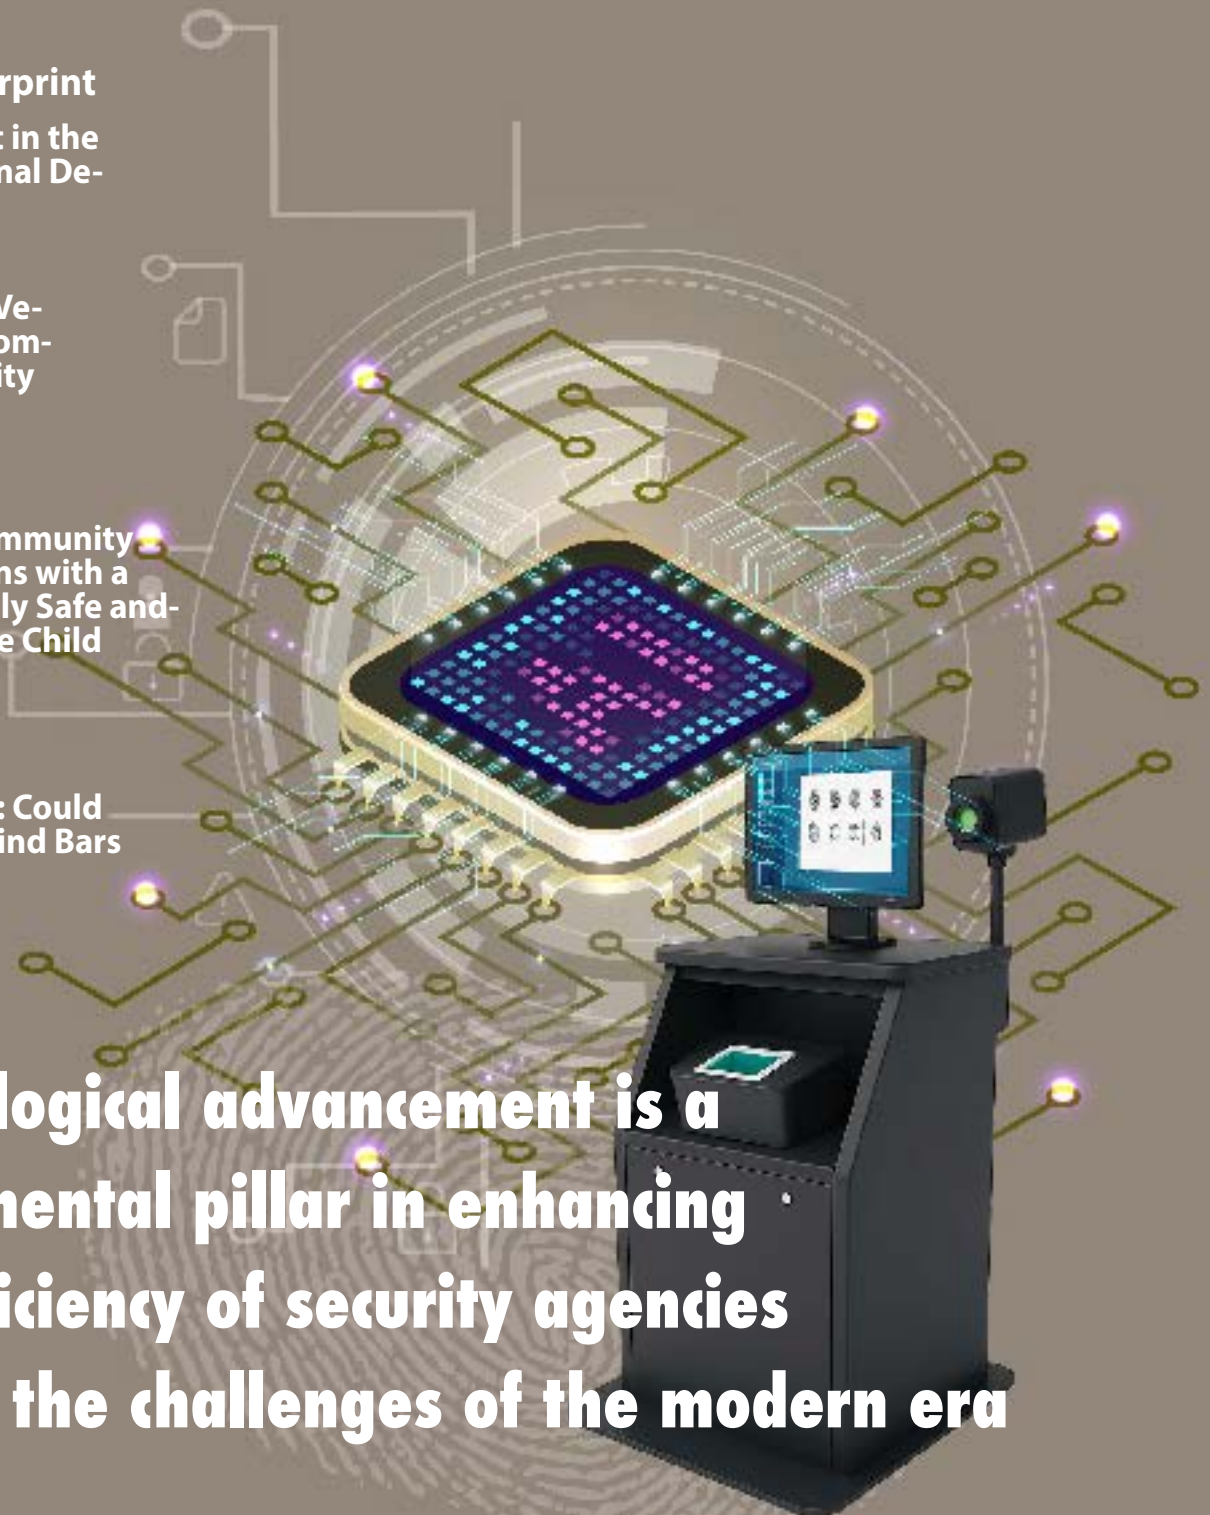 rprint
t in the
nal De-
Ve-
om-
ity
mmunity
ns with a
ly Safe and-
e Child
: Could
ind Bars
logical advancement is a
mental pillar in enhancing
iciency of security agencies
the challenges of the modern era